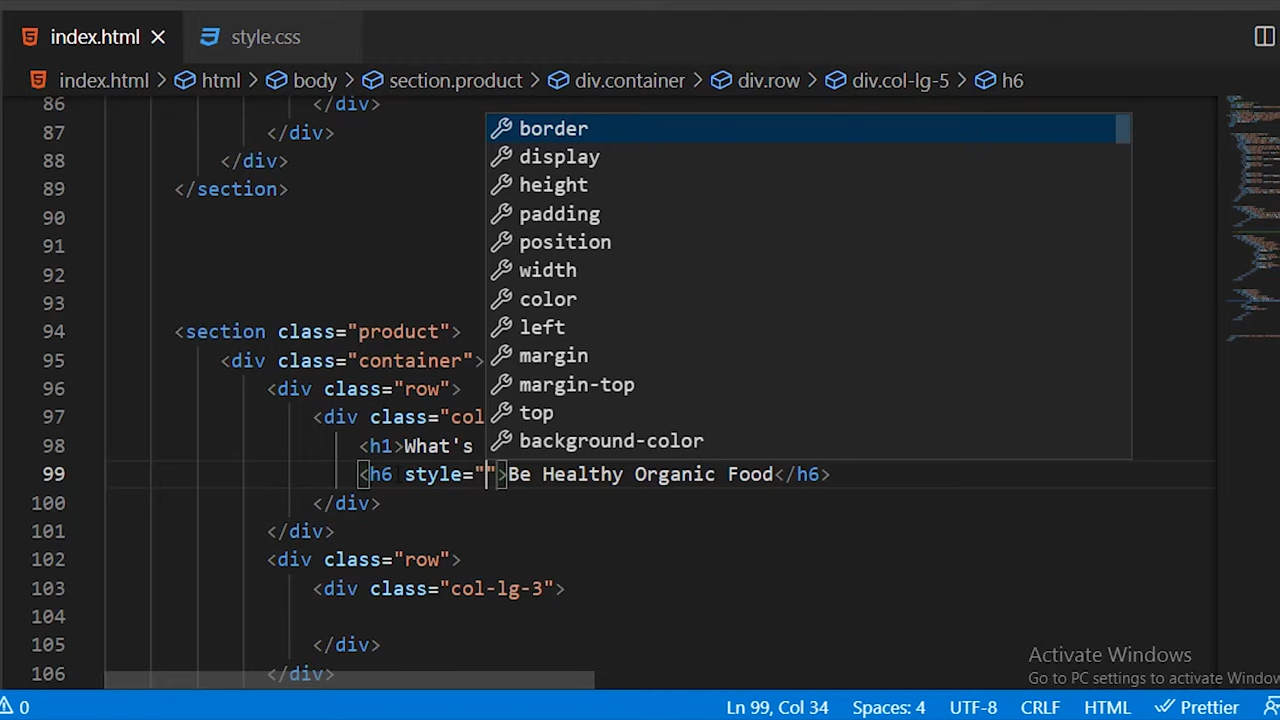 index.html style.css
index.html html body section.product div.container div.row div.col-lg-5 h6
86 </div>
87 </div>
88 </div>
89 </section>
90
91
92
93
94 <section class="product">
95 <div class="container">
96 <div class="row">
97 <div class="col
98 <h1>What's
99 <h6 style="">Be Healthy Organic Food</h6>
100 </div>
101 </div>
102 <div class="row">
103 <div class="col-lg-3">
104
105 </div>
106 </div>
border
display
height
padding
position
width
color
left
margin
margin-top
top
background-color
Activate Windows
Go to PC settings to activate Window
0 Ln 99, Col 34 Spaces: 4 UTF-8 CRLF HTML Prettier